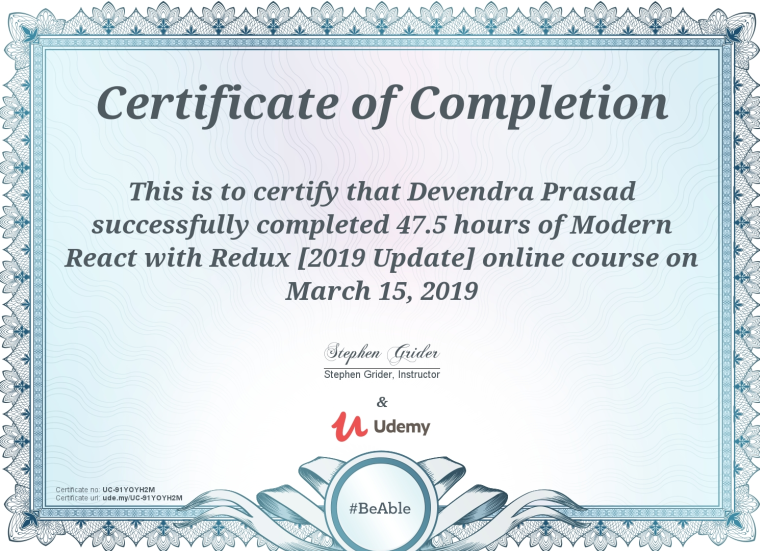 Certificate of Completion
This is to certify that Devendra Prasad
successfully completed 47.5 hours of Modern
React with Redux [2019 Update] online course on
March 15, 2019
Stephen Grider
Stephen Grider, Instructor
&
Udemy
Certificate no: UC-91YOYH2M
Certificate url: ude.my/UC-91YOYH2M
#BeAble